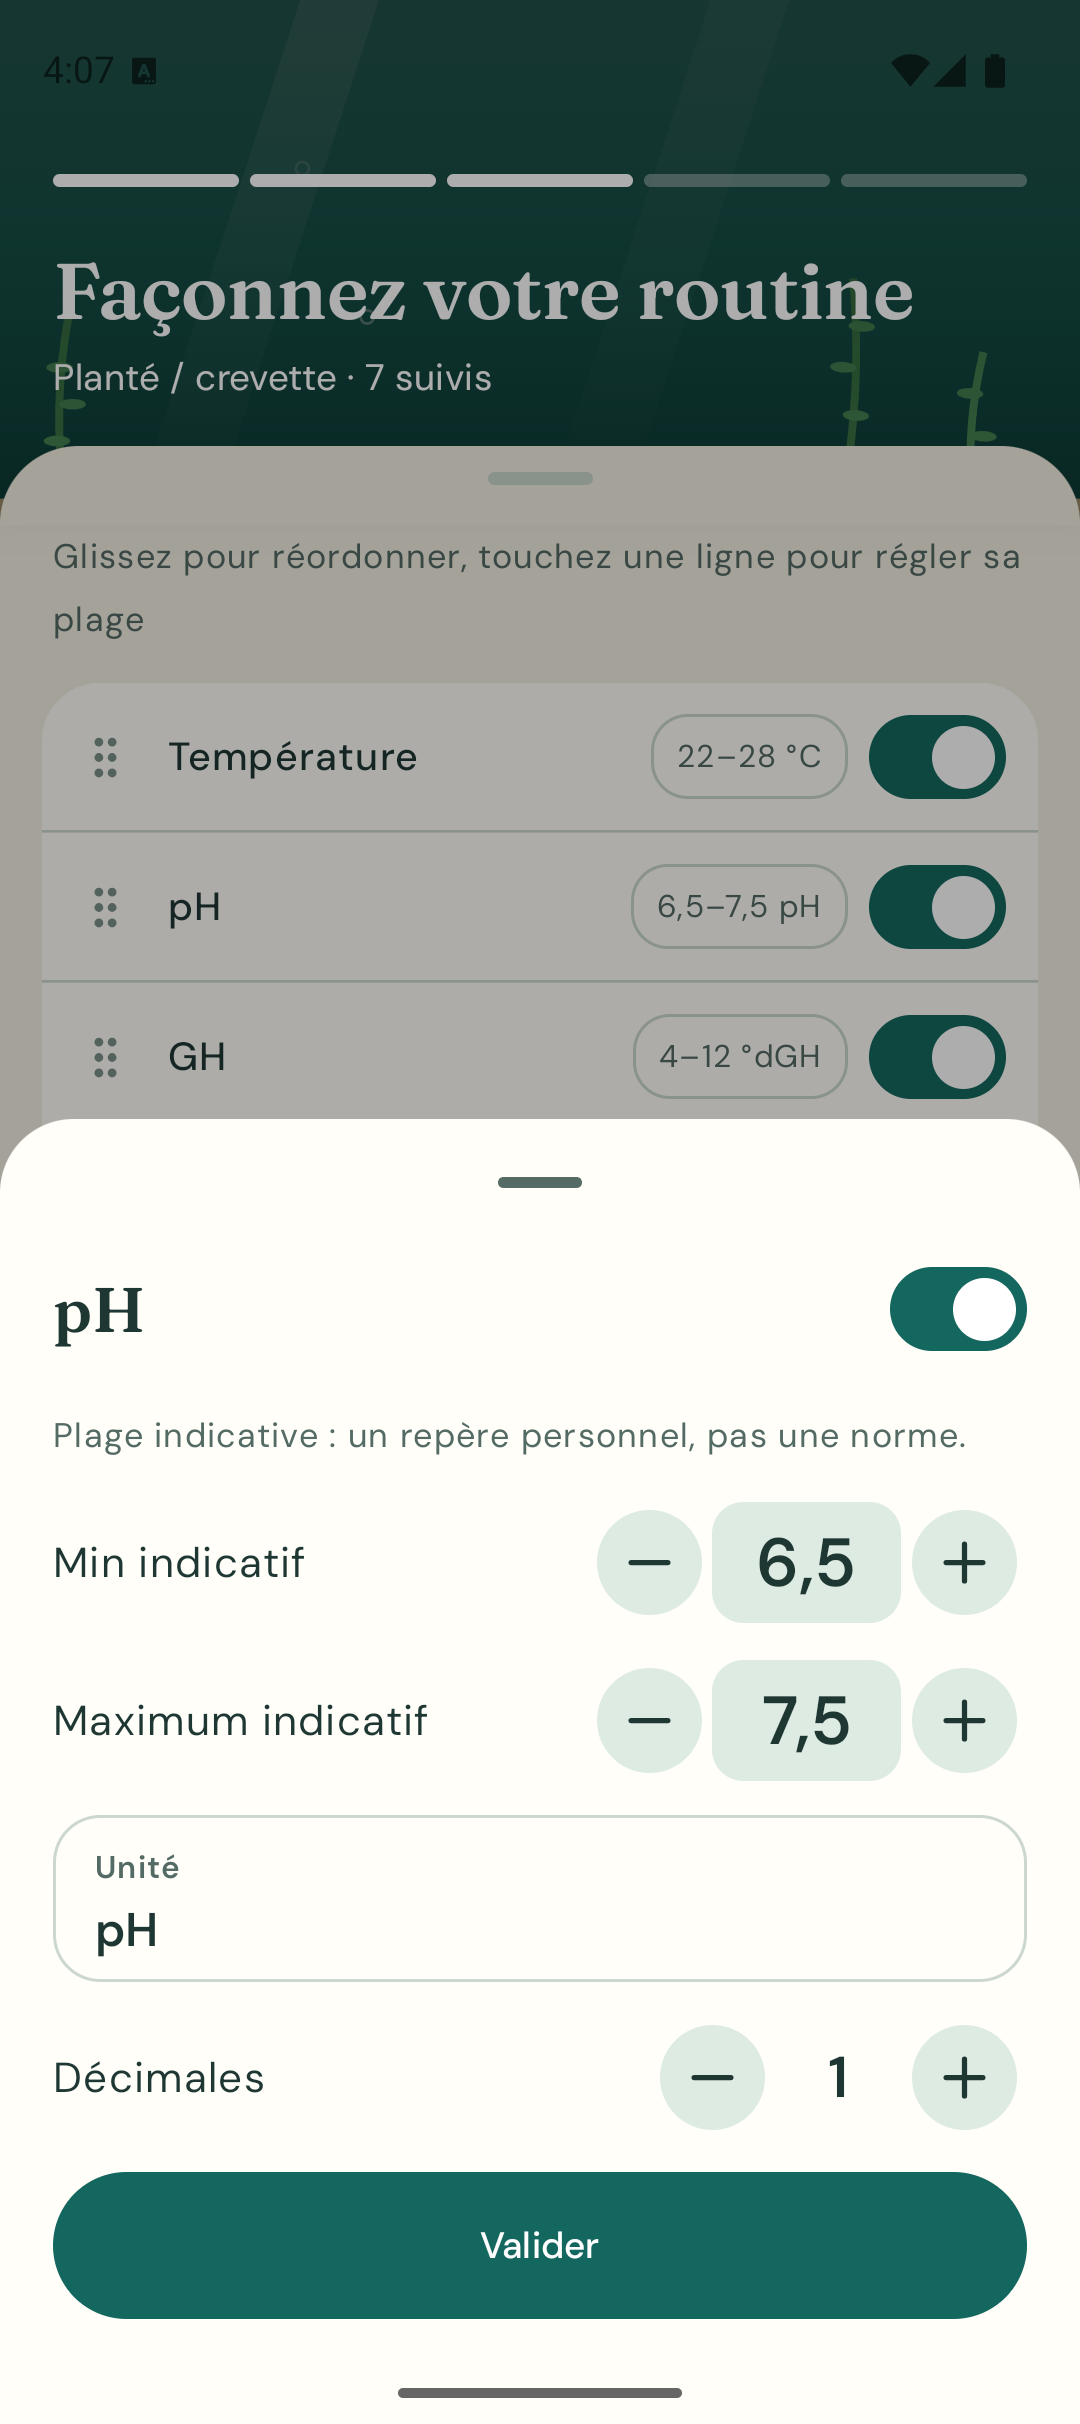 4:07
Façonnez votre routine
Planté / crevette · 7 suivis
Glissez pour réordonner, touchez une ligne pour régler sa
plage
Température 22–28 °C
pH 6,5–7,5 pH
GH 4–12 °dGH
pH
Plage indicative : un repère personnel, pas une norme.
Min indicatif — 6,5 +
Maximum indicatif — 7,5 +
Unité
pH
Décimales — 1 +
Valider